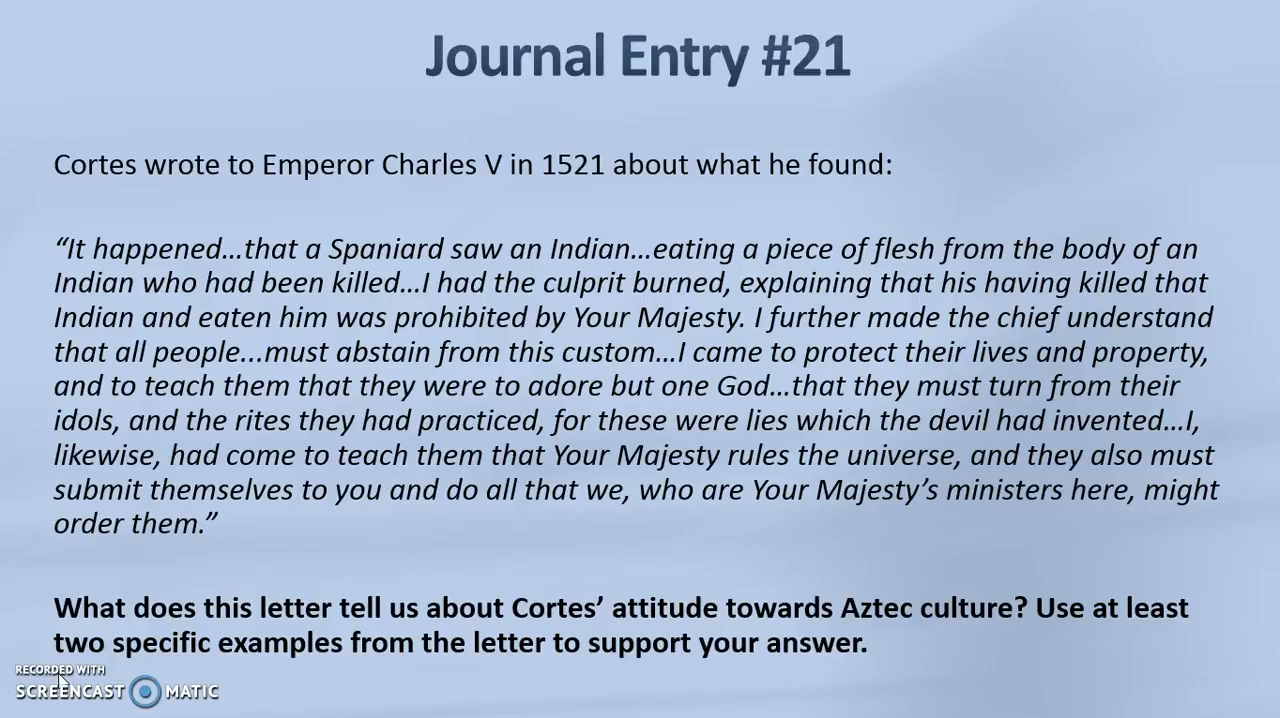 Journal Entry #21
Cortes wrote to Emperor Charles V in 1521 about what he found:
“It happened...that a Spaniard saw an Indian...eating a piece of flesh from the body of an
Indian who had been killed...I had the culprit burned, explaining that his having killed that
Indian and eaten him was prohibited by Your Majesty. I further made the chief understand
that all people...must abstain from this custom...I came to protect their lives and property,
and to teach them that they were to adore but one God...that they must turn from their
idols, and the rites they had practiced, for these were lies which the devil had invented...I,
likewise, had come to teach them that Your Majesty rules the universe, and they also must
submit themselves to you and do all that we, who are Your Majesty’s ministers here, might
order them.”
What does this letter tell us about Cortes’ attitude towards Aztec culture? Use at least
two specific examples from the letter to support your answer.
RECORDED WITH
SCREENCAST MATIC